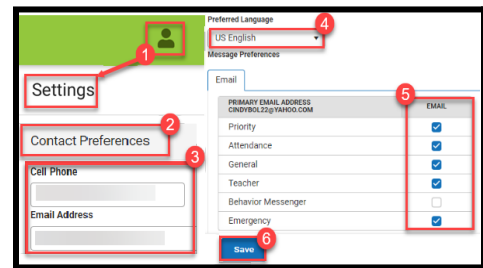 1
Settings
2
Contact Preferences
3
Cell Phone
Email Address
Preferred Language
4
US English
Message Preferences
Email
5
PRIMARY EMAIL ADDRESS
CINDYBOL22@YAHOO.COM
EMAIL
Priority
Attendance
General
Teacher
Behavior Messenger
Emergency
6
Save